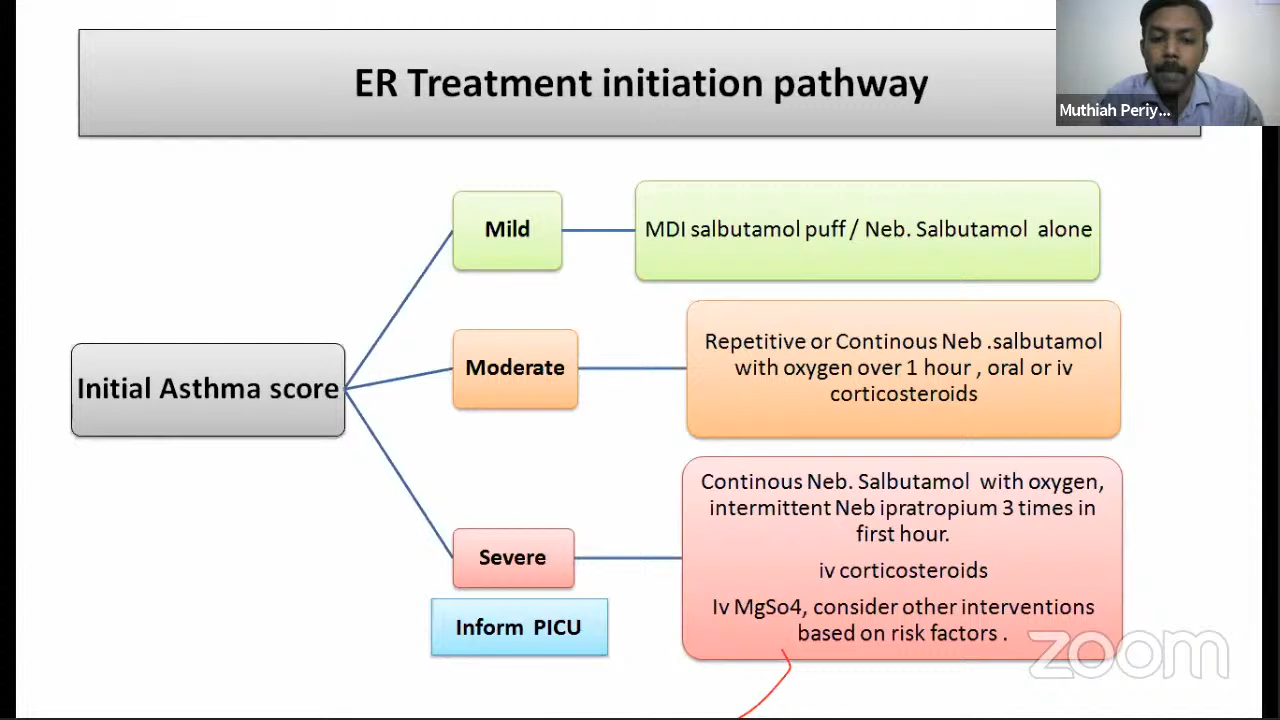 ER Treatment initiation pathway
Muthiah Periy...
Mild
MDI salbutamol puff / Neb. Salbutamol alone
Initial Asthma score
Moderate
Repetitive or Continous Neb .salbutamol
with oxygen over 1 hour , oral or iv
corticosteroids
Severe
Inform PICU
Continous Neb. Salbutamol with oxygen,
intermittent Neb ipratropium 3 times in
first hour.
iv corticosteroids
Iv MgSo4, consider other interventions
based on risk factors .
zoom